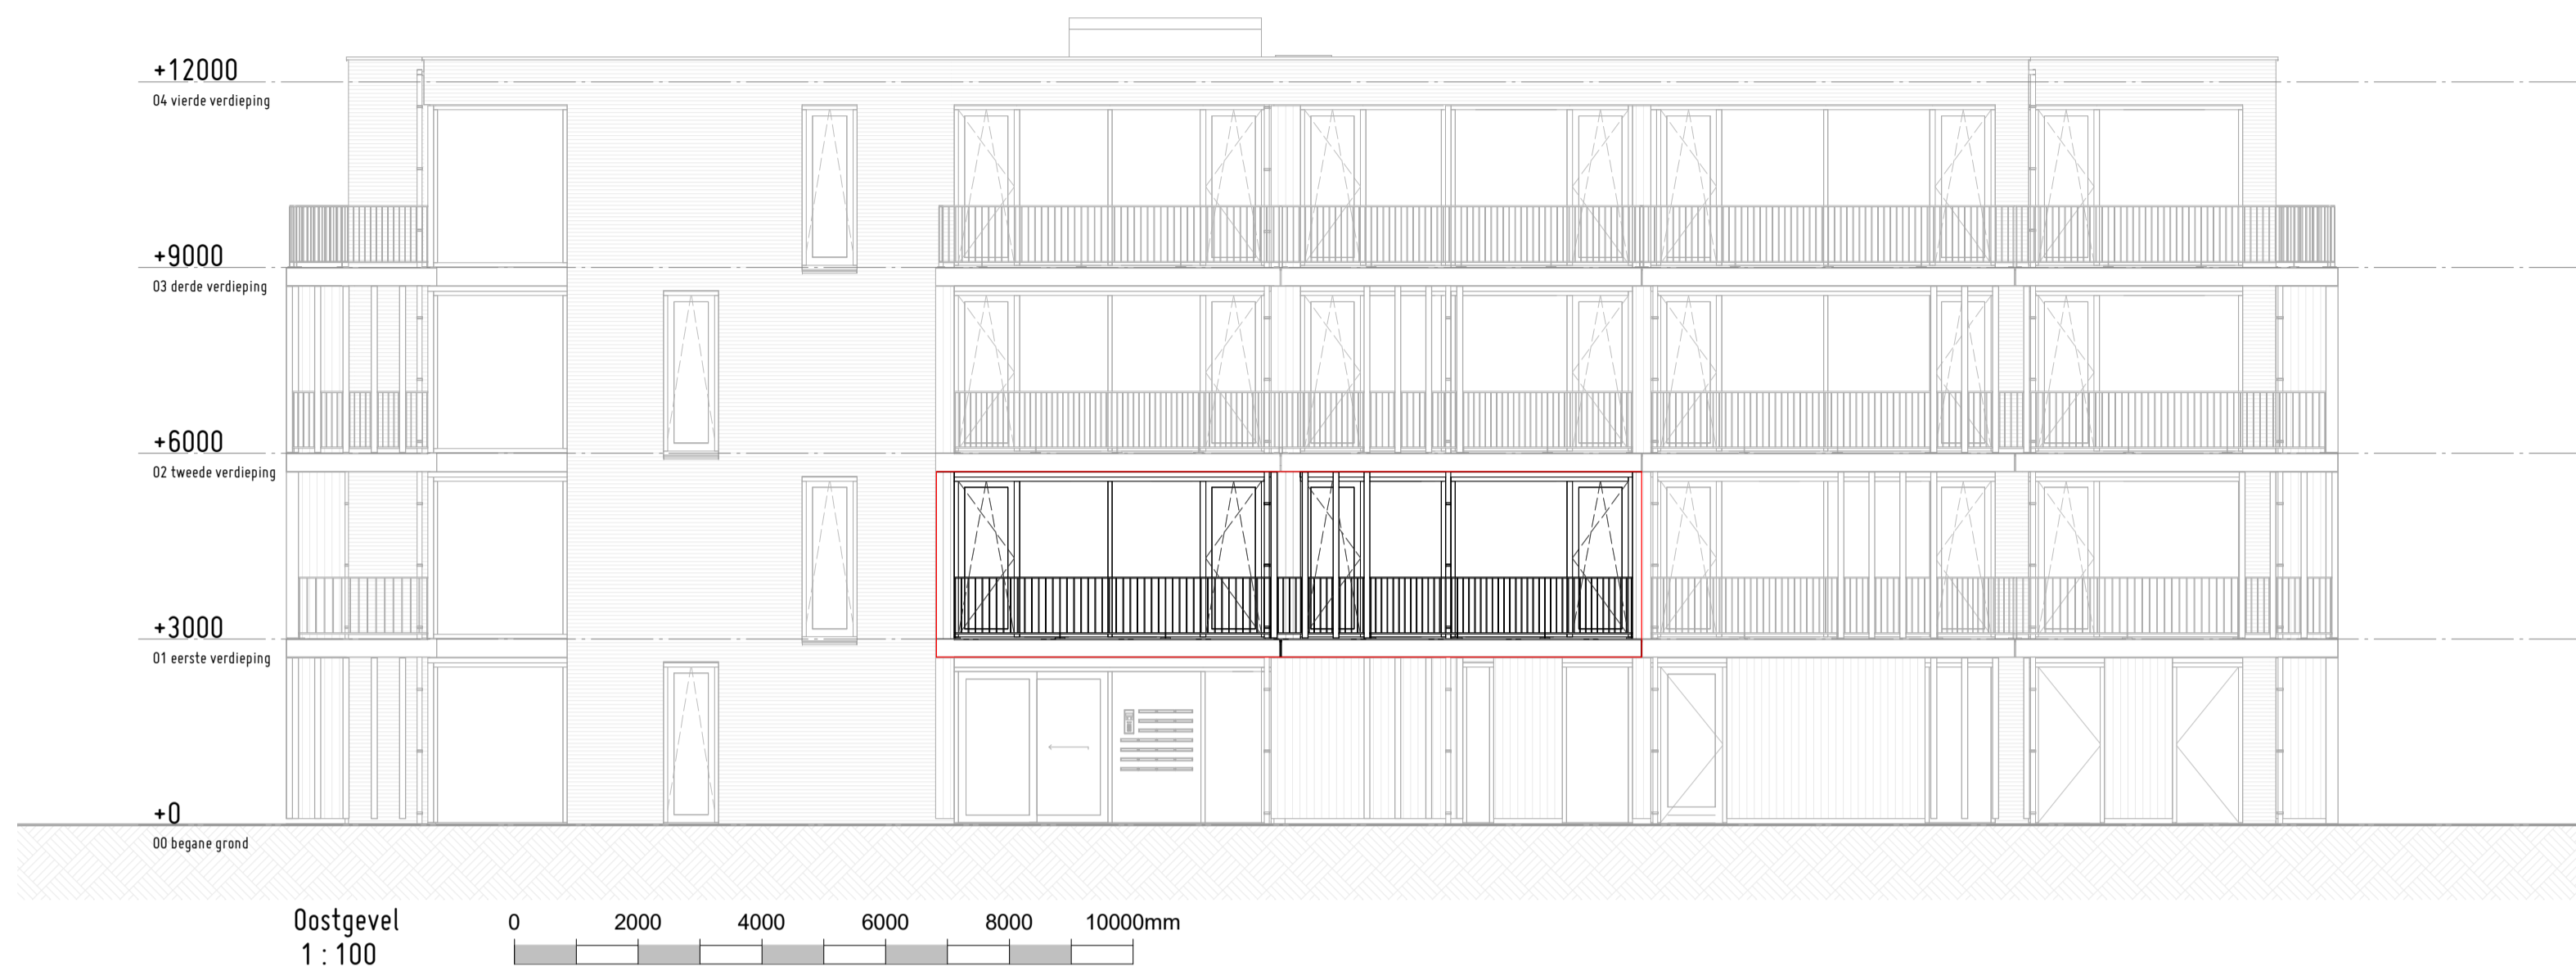 +12000
04 vierde verdieping
+9000
03 derde verdieping
+6000
02 tweede verdieping
+3000
01 eerste verdieping
+0
00 begane grond
Oostgevel
1 : 100
0 2000 4000 6000 8000 10000mm